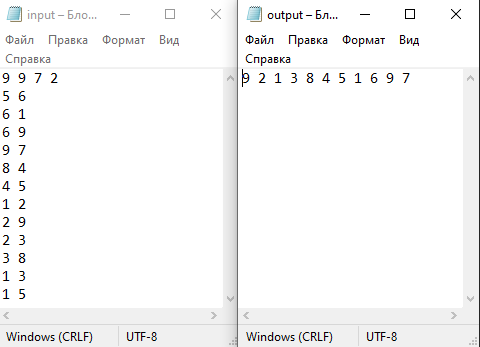 input – Бло...
Файл Правка Формат Вид
Справка
9 9 7 2
5 6
6 1
6 9
9 7
8 4
4 5
1 2
2 9
2 3
3 8
1 3
1 5
Windows (CRLF) UTF-8
output – Бло...
Файл Правка Формат Вид
Справка
9 2 1 3 8 4 5 1 6 9 7
Windows (CRLF) UTF-8